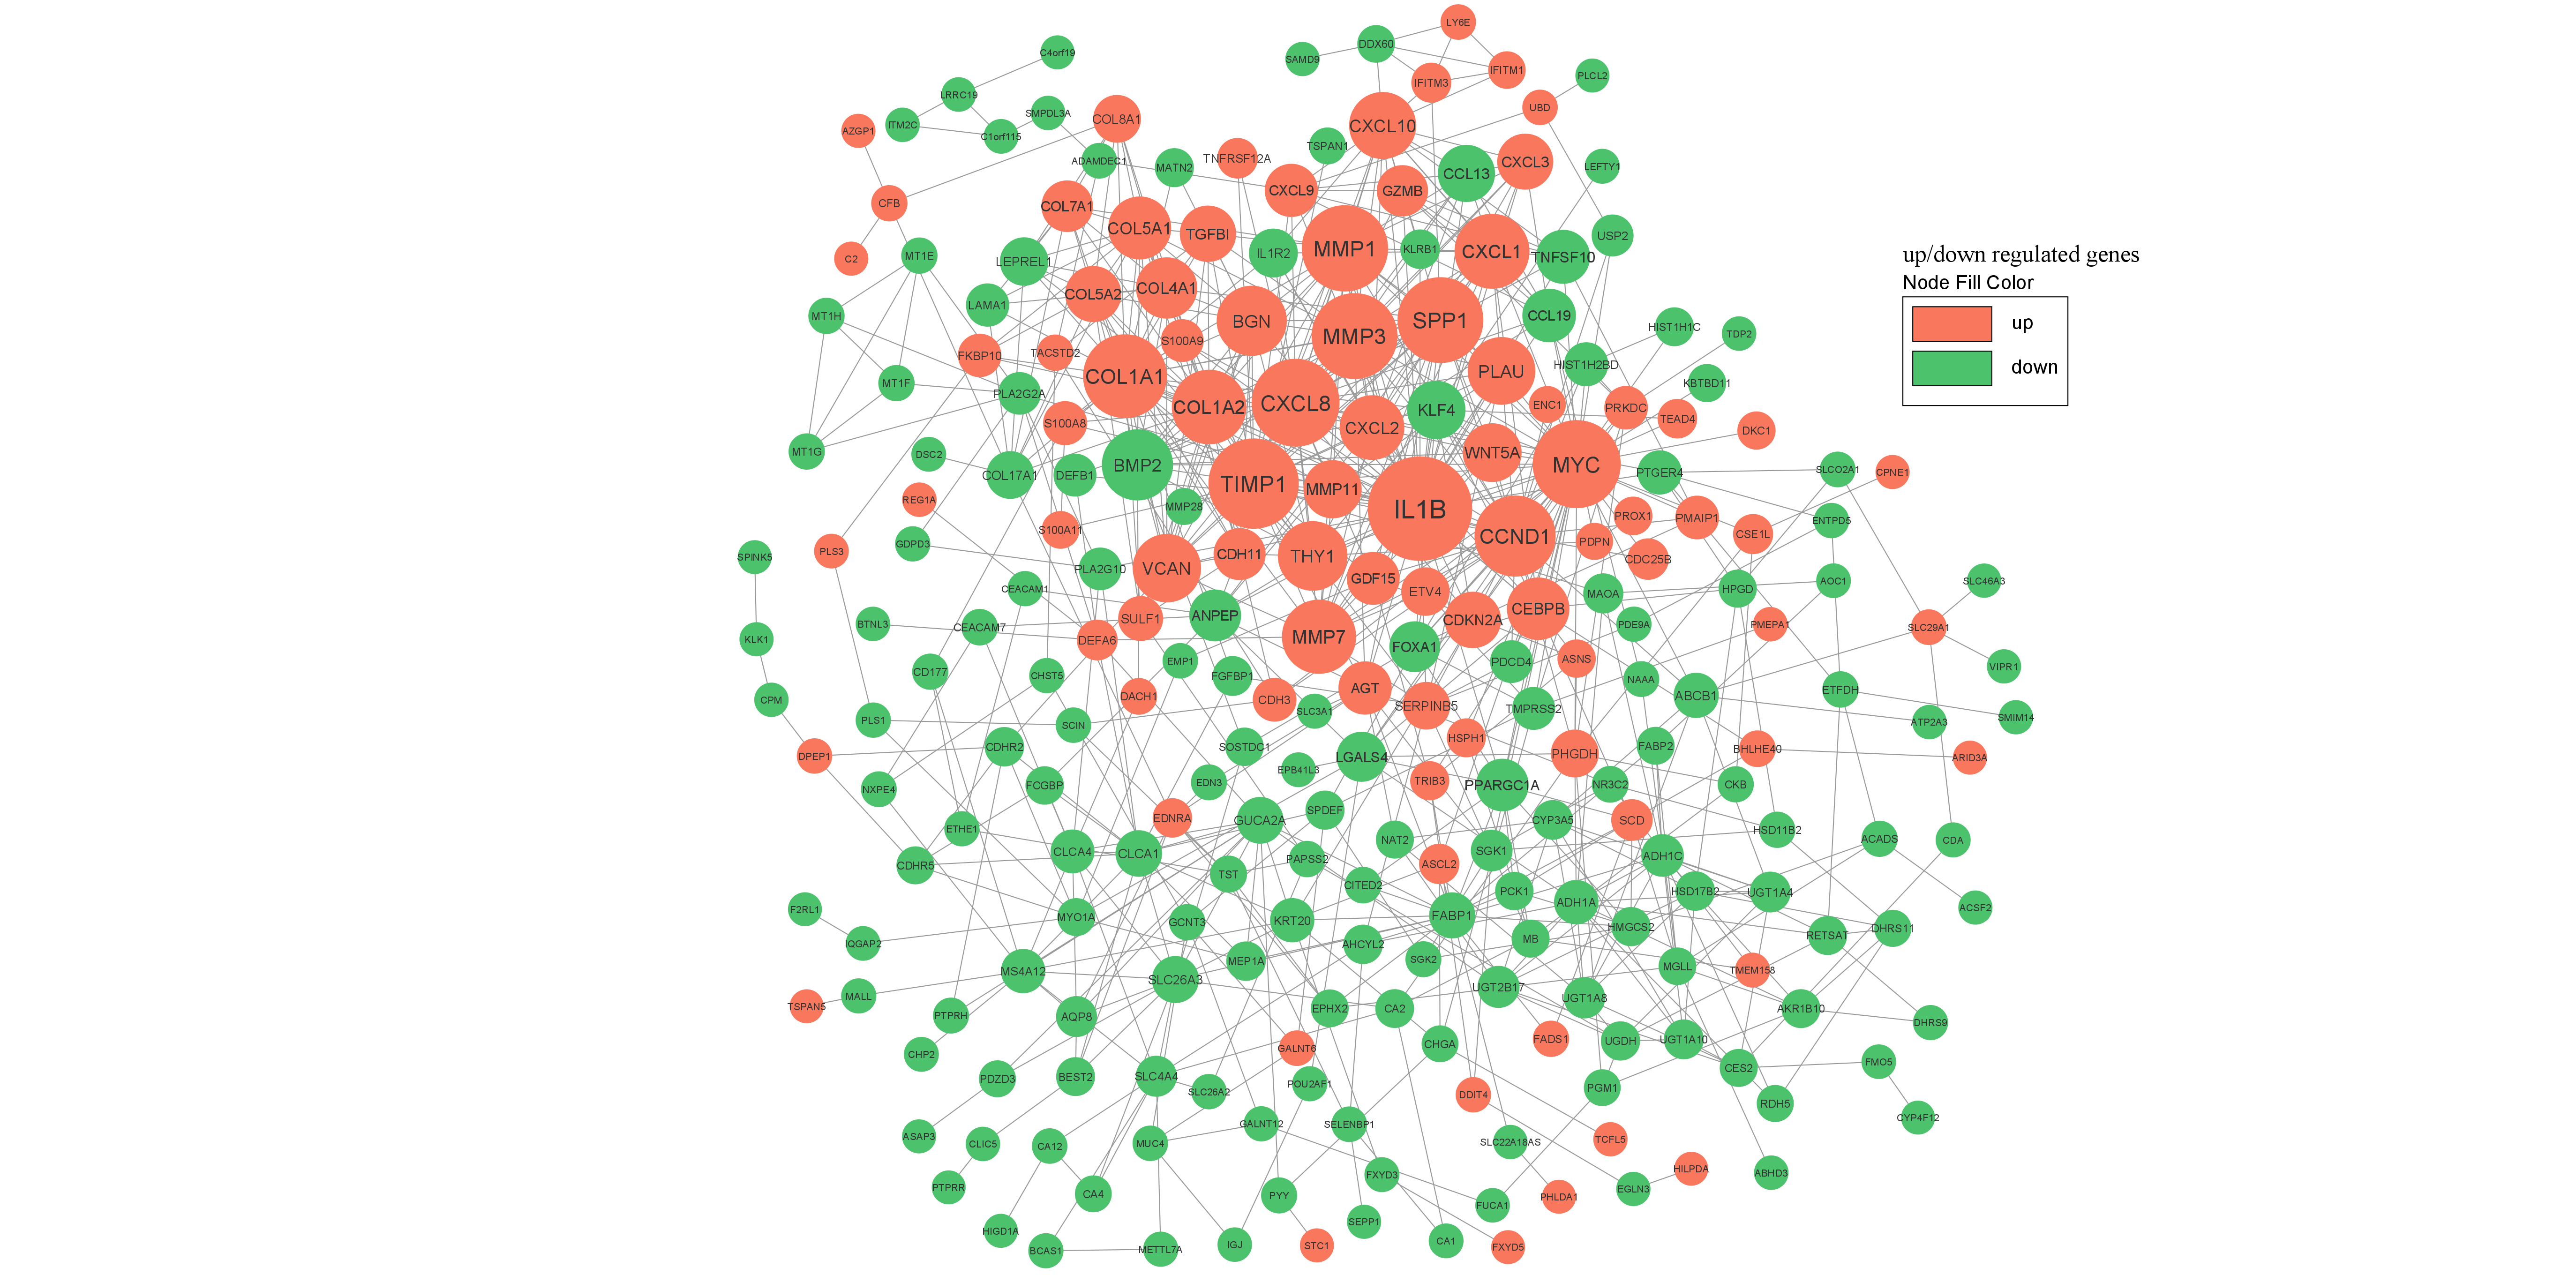 LY6E
DDX60
C4orf19
SAMD9
IFITM1
PLCL2
IFITM3
LRRC19
UBD
SMPDL3A
COL8A1
ITM2C
CXCL10
AZGP1
C1orf115
TSPAN1
TNFRSF12A
ADAMDEC1
CXCL3
MATN2
LEFTY1
CCL13
CXCL9
GZMB
CFB
COL7A1
COL5A1
TGFBI
USP2
MMP1
KLRB1
CXCL1
IL1R2
up/down regulated genes
MT1E
C2
TNFSF10
LEPREL1
Node Fill Color
COL4A1
COL5A2
LAMA1
MT1H
CCL19
BGN
SPP1
up
HIST1H1C
TDP2
MMP3
S100A9
TACSTD2
FKBP10
HIST1H2BD
down
PLAU
COL1A1
MT1F
KBTBD11
PLA2G2A
CXCL8
ENC1
COL1A2
PRKDC
KLF4
TEAD4
S100A8
CXCL2
DKC1
MT1G
DSC2
WNT5A
BMP2
MYC
SLCO2A1
CPNE1
PTGER4
COL17A1
DEFB1
TIMP1
MMP11
REG1A
MMP28
IL1B
PROX1
PMAIP1
ENTPD5
S100A11
CSE1L
CCND1
GDPD3
PDPN
PLS3
SPINK5
CDH11
THY1
CDC25B
PLA2G10
VCAN
GDF15
AOC1
SLC46A3
CEACAM1
HPGD
ETV4
MAOA
CEBPB
ANPEP
SULF1
CDKN2A
BTNL3
CEACAM7
PDE9A
PMEPA1
SLC29A1
KLK1
DEFA6
MMP7
FOXA1
EMP1
PDCD4
ASNS
VIPR1
CD177
CHST5
FGFBP1
NAAA
AGT
ETFDH
DACH1
CDH3
ABCB1
CPM
SERPINB5
TMPRSS2
SLC3A1
SMIM14
PLS1
SCIN
ATP2A3
HSPH1
CDHR2
SOSTDC1
FABP2
BHLHE40
DPEP1
PHGDH
LGALS4
ARID3A
EPB41L3
EDN3
TRIB3
FCGBP
PPARGC1A
NR3C2
CKB
NXPE4
SPDEF
EDNRA
GUCA2A
CYP3A5
SCD
ETHE1
HSD11B2
NAT2
ACADS
CDA
CLCA4
CLCA1
SGK1
ADH1C
PAPSS2
CDHR5
ASCL2
TST
CITED2
PCK1
HSD17B2
UGT1A4
ADH1A
ACSF2
F2RL1
MYO1A
FABP1
GCNT3
KRT20
HMGCS2
DHRS11
RETSAT
MB
IQGAP2
AHCYL2
SGK2
MEP1A
MGLL
MS4A12
TMEM158
SLC26A3
UGT2B17
MALL
UGT1A8
TSPAN5
EPHX2
CA2
AKR1B10
PTPRH
AQP8
DHRS9
FADS1
UGDH
UGT1A10
CHGA
GALNT6
CHP2
FMO5
CES2
SLC4A4
BEST2
PDZD3
POU2AF1
PGM1
SLC26A2
DDIT4
RDH5
CYP4F12
GALNT12
SELENBP1
ASAP3
TCFL5
SLC22A18AS
CLIC5
MUC4
CA12
HILPDA
ABHD3
FXYD3
PTPRR
EGLN3
CA4
PYY
PHLDA1
FUCA1
SEPP1
HIGD1A
CA1
IGJ
STC1
FXYD5
METTL7A
BCAS1